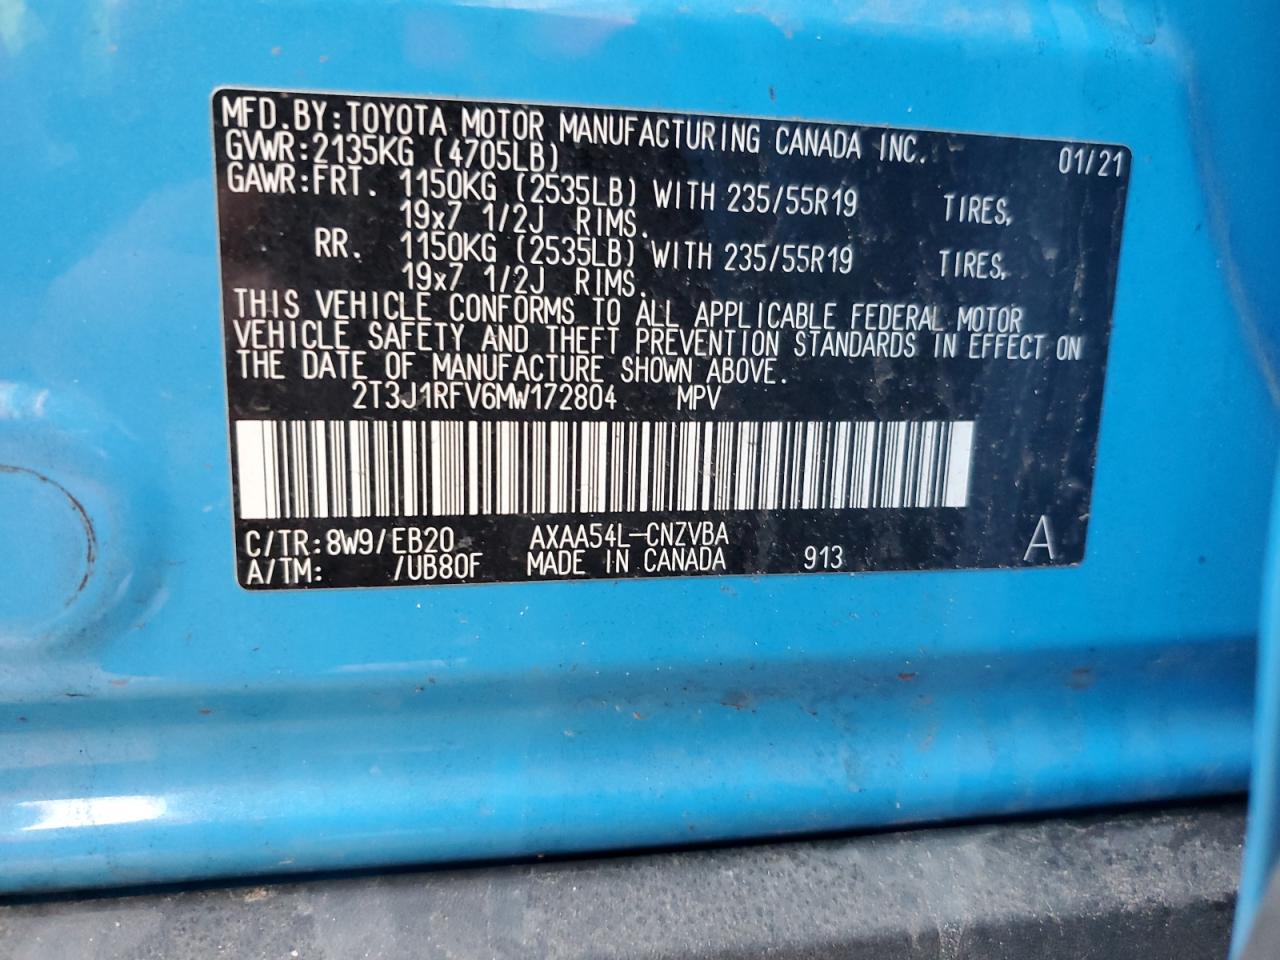 MFD.BY:TOYOTA MOTOR MANUFACTURING CANADA INC.
GVWR:2135KG (4705LB) 01/21
GAWR:FRT. 1150KG (2535LB) WITH 235/55R19 TIRES,
19x7 1/2J RIMS.
RR. 1150KG (2535LB) WITH 235/55R19 TIRES,
19x7 1/2J RIMS.
THIS VEHICLE CONFORMS TO ALL APPLICABLE FEDERAL MOTOR
VEHICLE SAFETY AND THEFT PREVENTION STANDARDS IN EFFECT ON
THE DATE OF MANUFACTURE SHOWN ABOVE.
2T3J1RFV6MW172804 MPV
C/TR:8W9/EB20 AXAA54L-CNZVBA
A/TM: /UB80F MADE IN CANADA 913 A